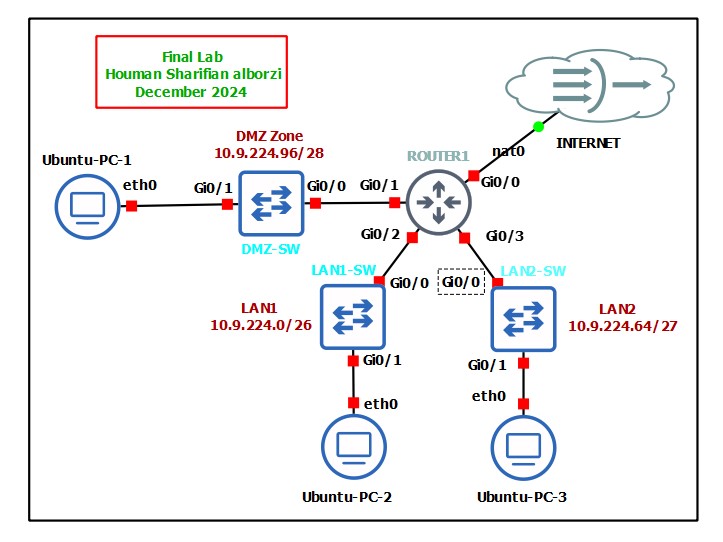 Final Lab
Houman Sharifian alborzi
December 2024
INTERNET
DMZ Zone
10.9.224.96/28
ROUTER1
nat0
Ubuntu-PC-1
eth0
Gi0/1
Gi0/0
Gi0/1
Gi0/0
DMZ-SW
Gi0/2
Gi0/3
LAN1-SW
Gi0/0
Gi0/0
LAN2-SW
LAN1
10.9.224.0/26
LAN2
10.9.224.64/27
Gi0/1
Gi0/1
eth0
eth0
Ubuntu-PC-2
Ubuntu-PC-3